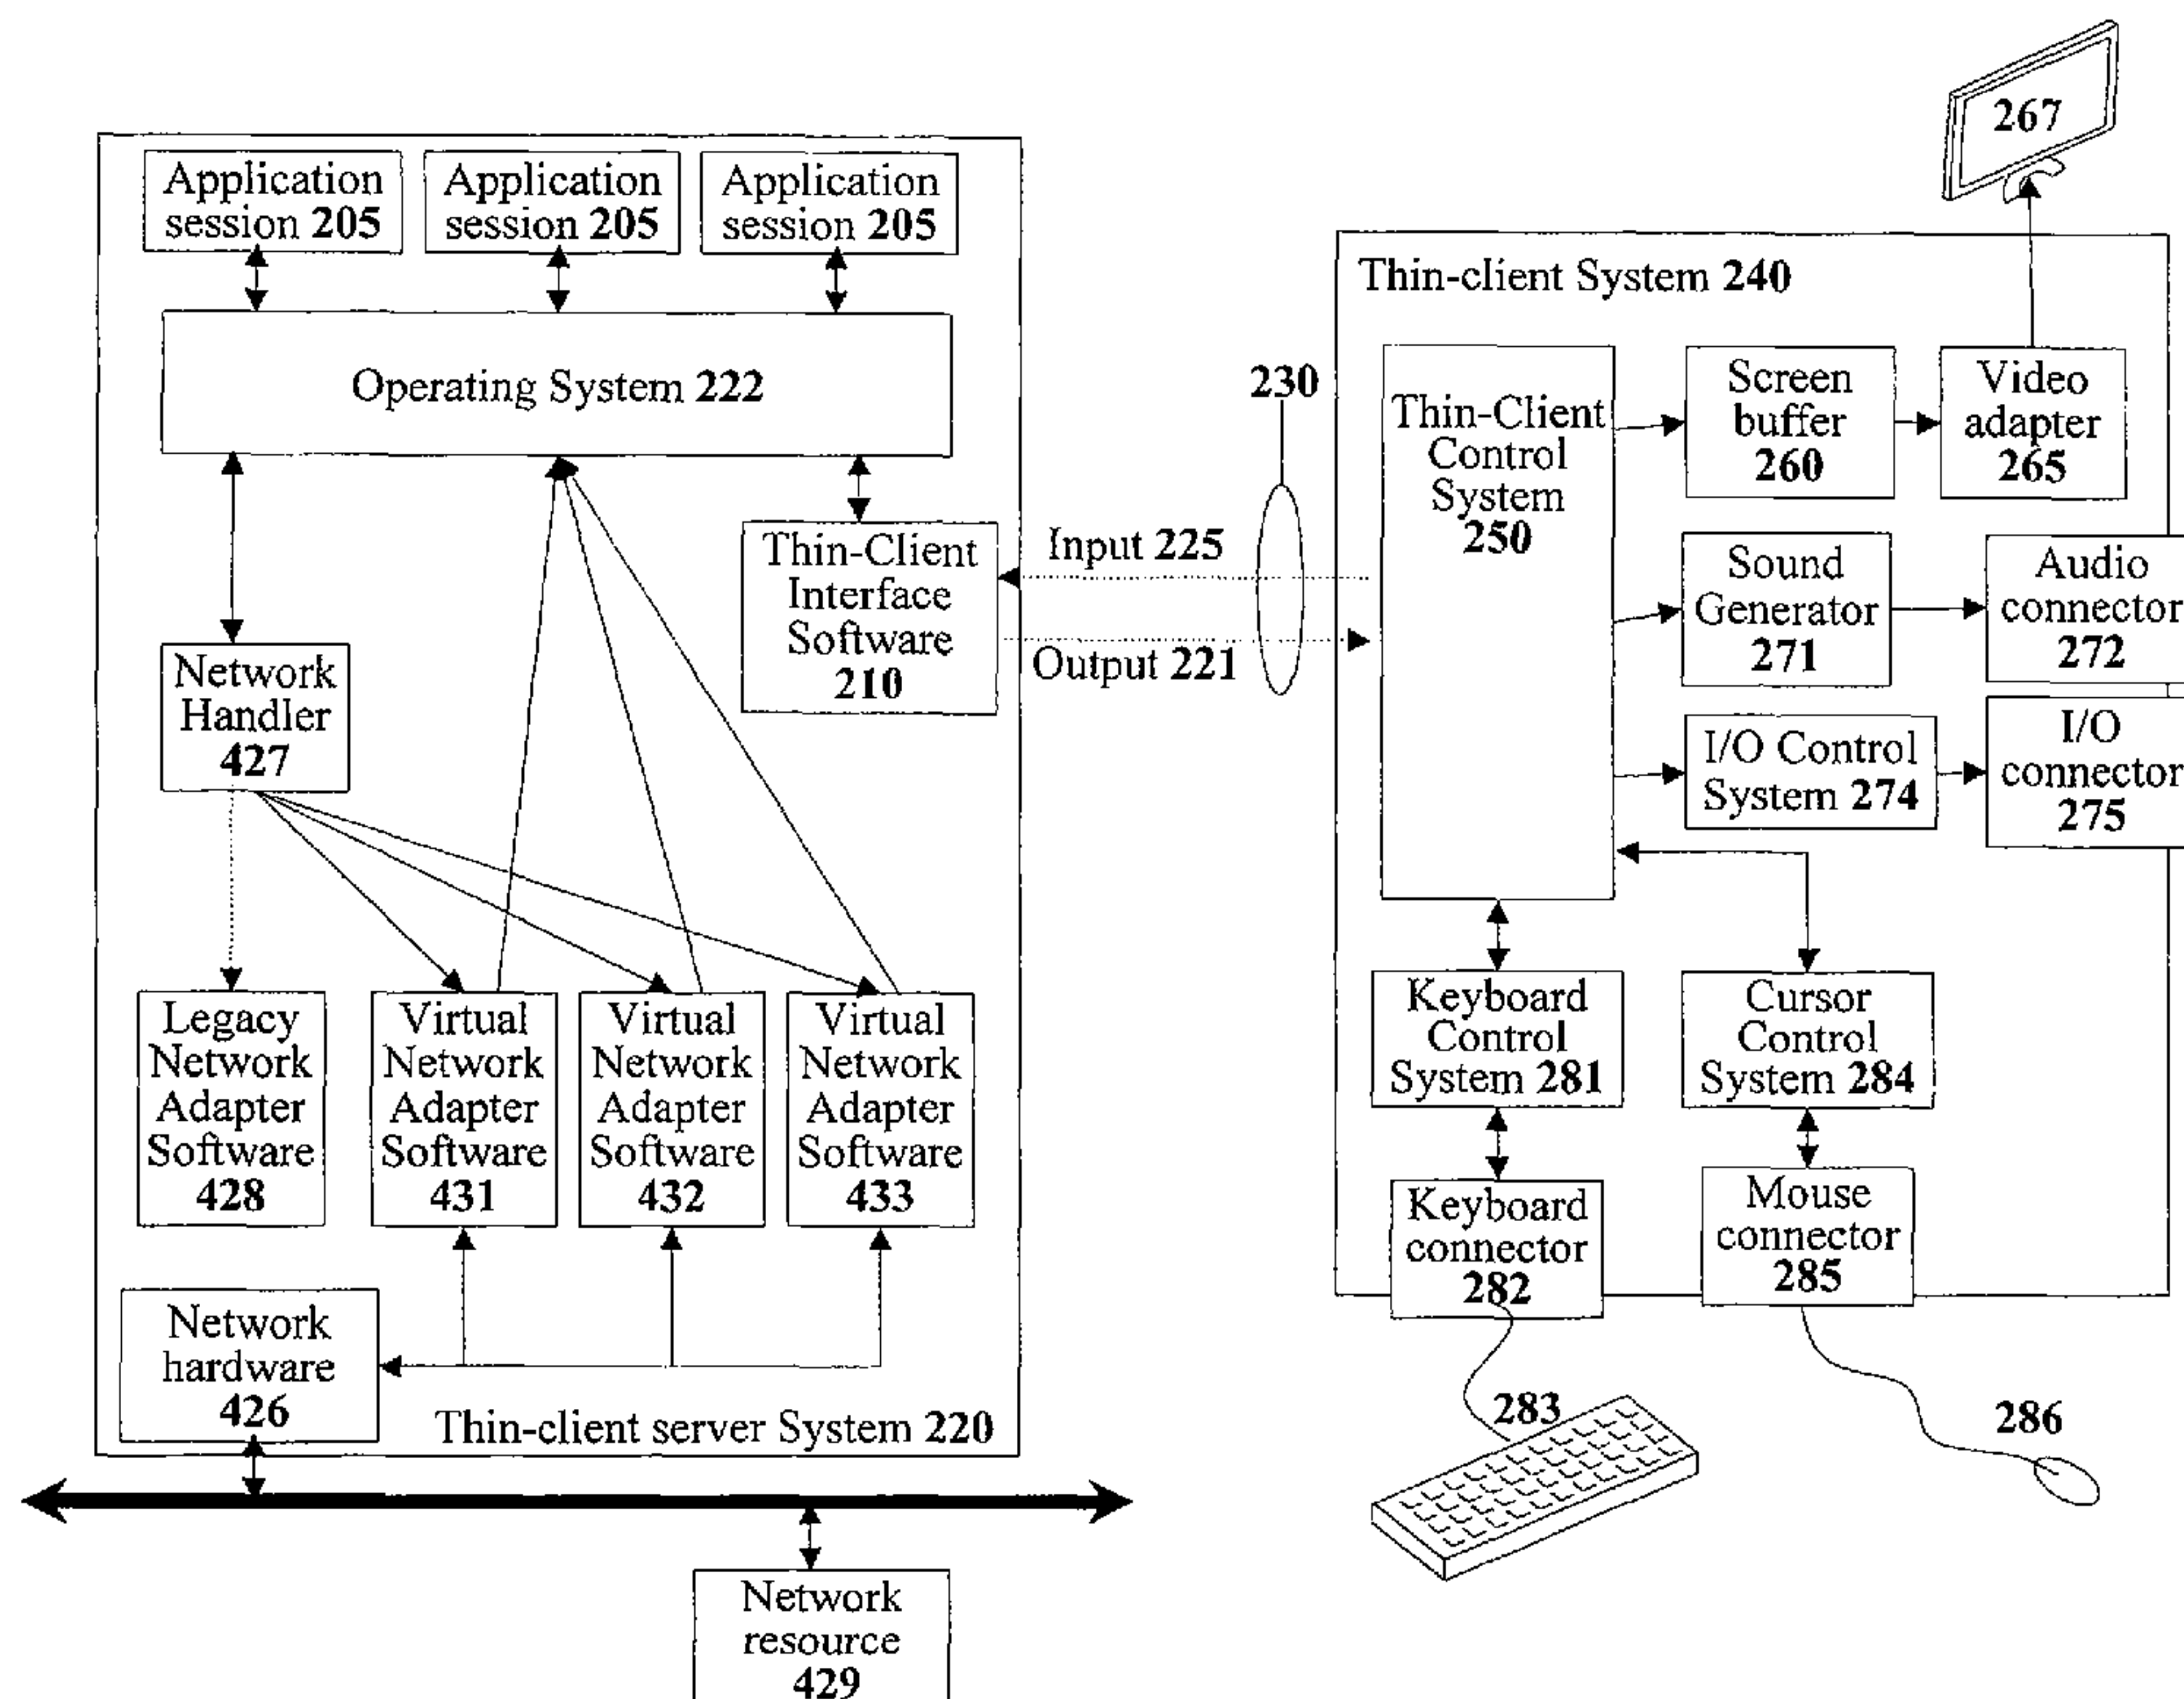 267
Application
session 205
Application
session 205
Application
session 205
Operating System 222
Thin-Client
Interface
Software
210
Network
Handler
427
Legacy
Network
Adapter
Software
428
Virtual
Network
Adapter
Software
431
Virtual
Network
Adapter
Software
432
Virtual
Network
Adapter
Software
433
Network
hardware
426
Thin-client server System 220
Network
resource
429
Input 225
Output 221
230
Thin-client System 240
Thin-Client
Control
System
250
Screen
buffer
260
Video
adapter
265
Sound
Generator
271
Audio
connector
272
I/O Control
System 274
I/O
connector
275
Keyboard
Control
System 281
Cursor
Control
System 284
Keyboard
connector
282
Mouse
connector
285
283
286